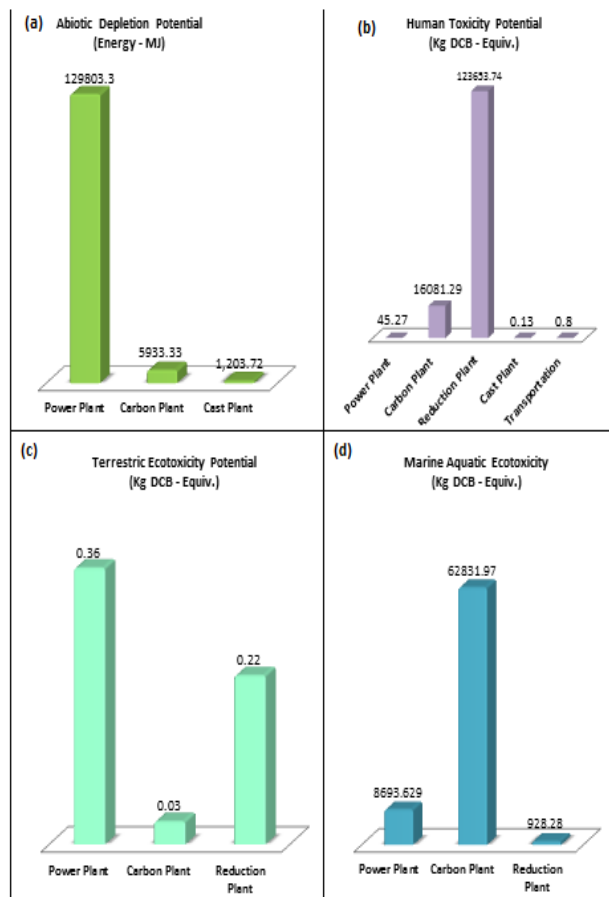 (a)
Abiotic Depletion Potential
(Energy - MJ)
129803.3
5933.33
1,203.72
Power Plant
Carbon Plant
Cast Plant
(b)
Human Toxicity Potential
(Kg DCB - Equiv.)
123653.74
16081.29
45.27
0.13
0.8
Power Plant
Carbon Plant
Reduction Plant
Cast Plant
Transportation
(c)
Terrestric Ecotoxicity Potential
(Kg DCB - Equiv.)
0.36
0.03
0.22
Power Plant
Carbon Plant
Reduction
Plant
(d)
Marine Aquatic Ecotoxicity
(Kg DCB - Equiv.)
62831.97
8693.629
928.28
Power Plant
Carbon Plant
Reduction
Plant